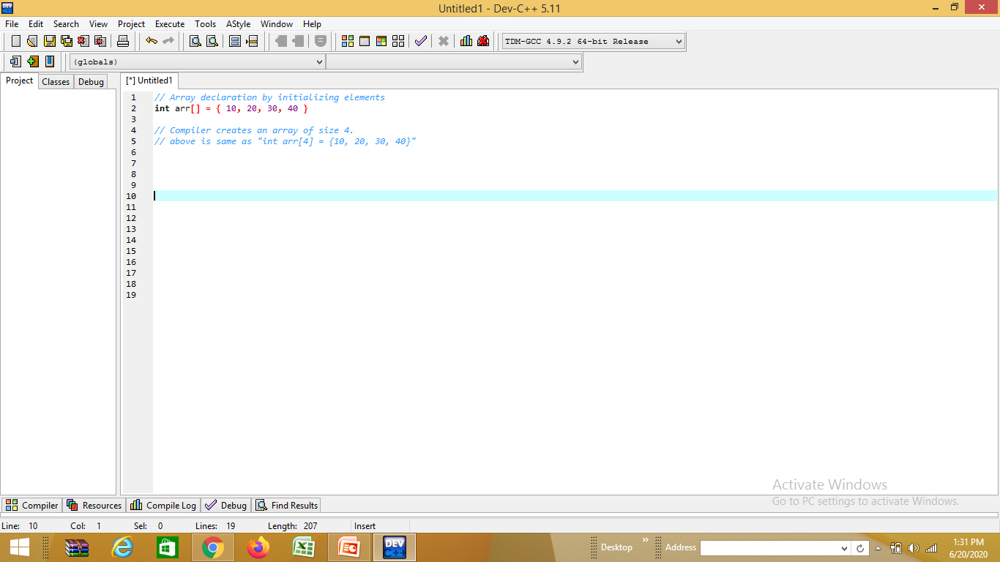 Untitled1 - Dev-C++ 5.11
File Edit Search View Project Execute Tools AStyle Window Help
TDM-GCC 4.9.2 64-bit Release
(globals)
Project Classes Debug [*] Untitled1
1 // Array declaration by initializing elements
2 int arr[] = { 10, 20, 30, 40 }
3
4 // Compiler creates an array of size 4.
5 // above is same as "int arr[4] = {10, 20, 30, 40}"
6
7
8
9
10
11
12
13
14
15
16
17
18
19
Activate Windows
Go to PC settings to activate Windows.
Compiler Resources Compile Log Debug Find Results
Line: 10 Col: 1 Sel: 0 Lines: 19 Length: 207 Insert
DEV C++ Desktop » Address 1:31 PM
6/20/2020